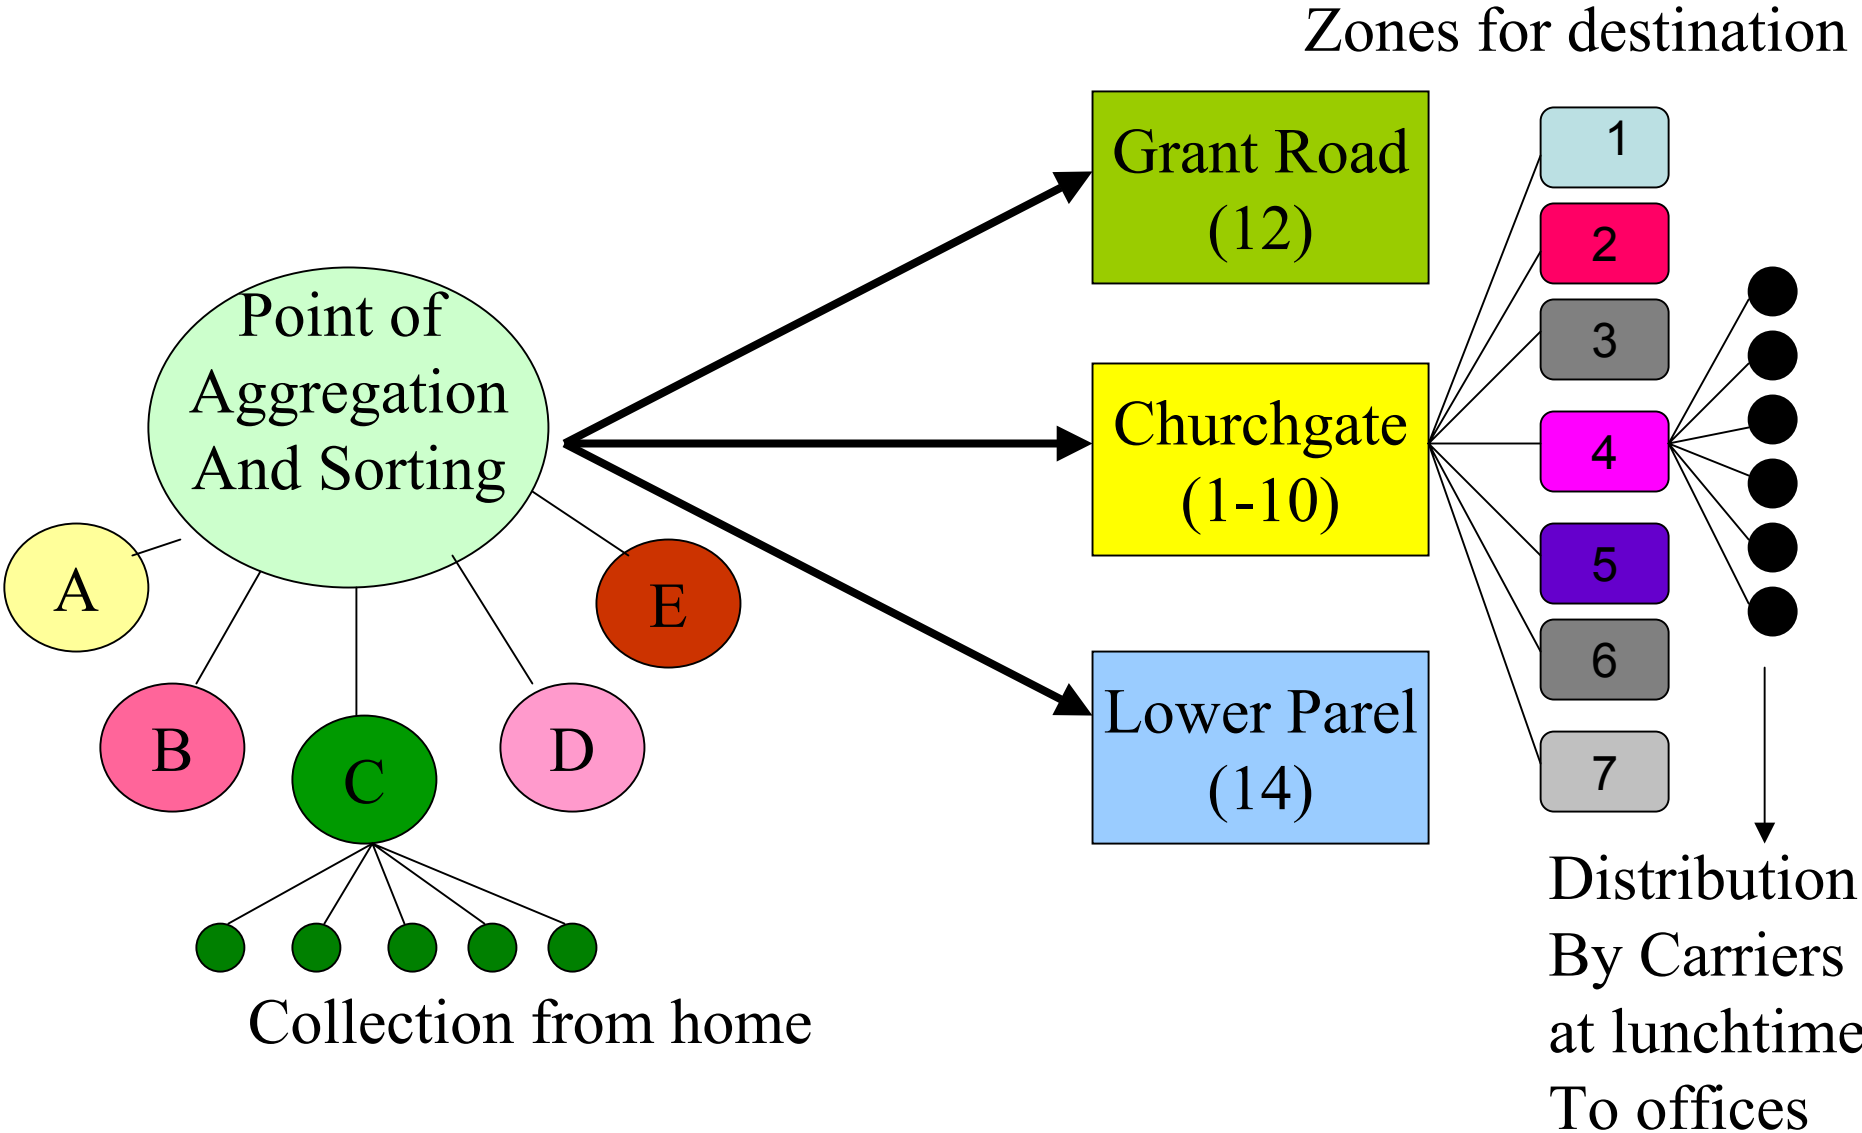 Zones for destination
Grant Road
(12)
Churchgate
(1-10)
Lower Parel
(14)
1
2
3
4
5
6
7
Point of
Aggregation
And Sorting
A
B
C
D
E
Collection from home
Distribution
By Carriers
at lunchtime
To offices